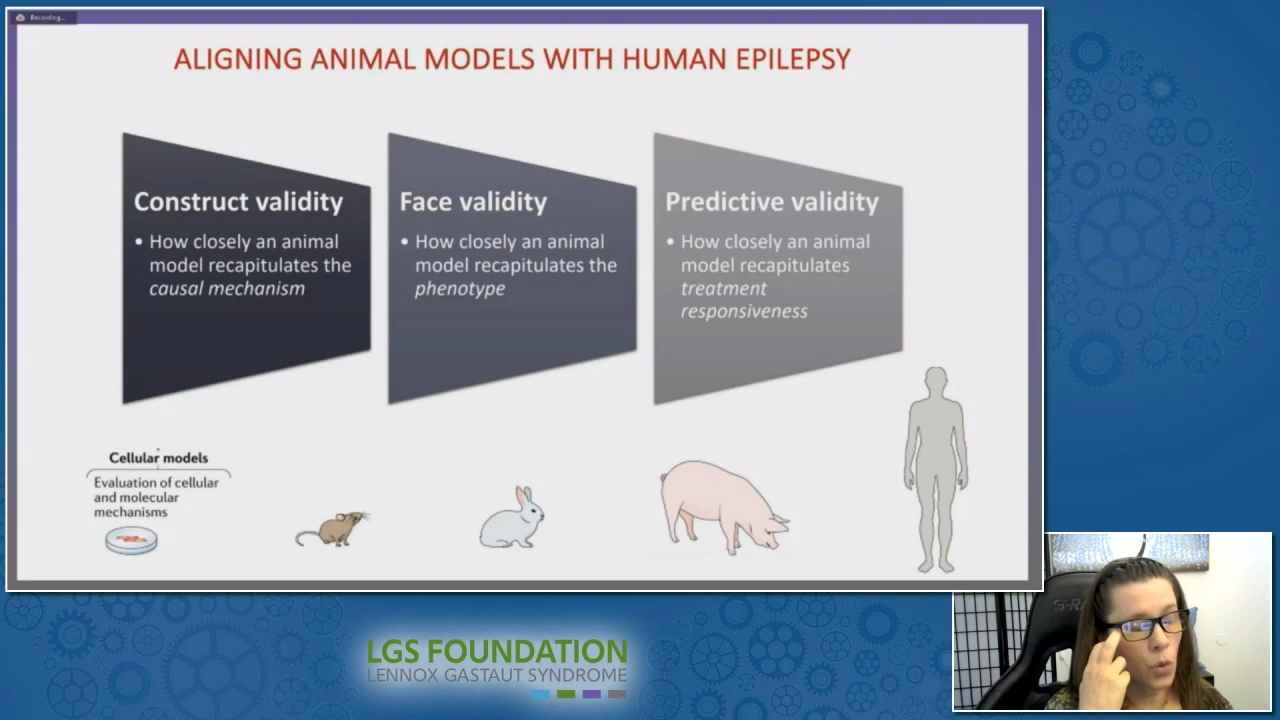 Recording...
ALIGNING ANIMAL MODELS WITH HUMAN EPILEPSY
Construct validity
• How closely an animal
model recapitulates the
causal mechanism
Face validity
• How closely an animal
model recapitulates the
phenotype
Predictive validity
• How closely an animal
model recapitulates
treatment
responsiveness
Cellular models
Evaluation of cellular
and molecular
mechanisms
LGS FOUNDATION
LENNOX GASTAUT SYNDROME